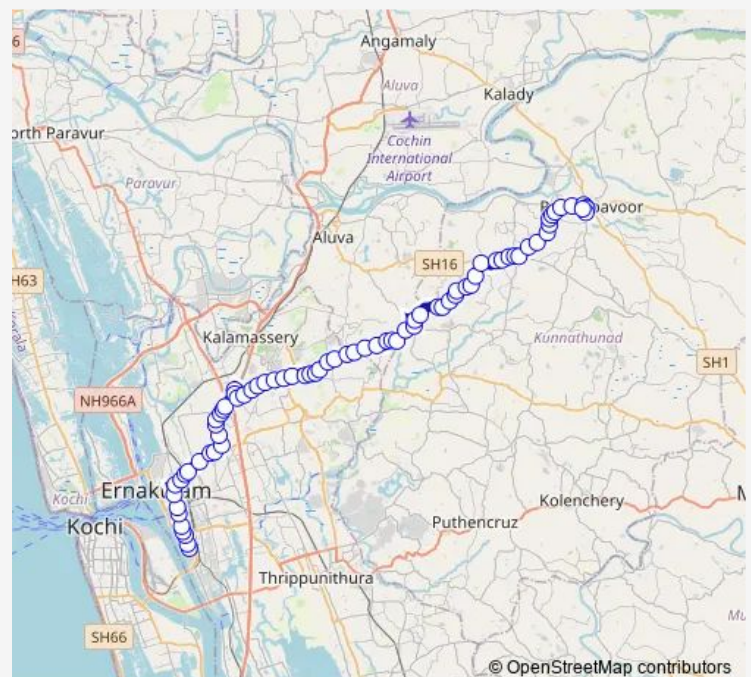 6
Angamaly
Aluva
Kalady
orth Paravur
Cochin
International
Airport
Paravur
avoor
Aluva
SH16
H63
Kalamassery
Kunnathunad
SH1
NH966A
Kochi
Kolenchery
Kochi
Puthencruz
Thrippunithura
SH66
© OpenStreetMap contributors